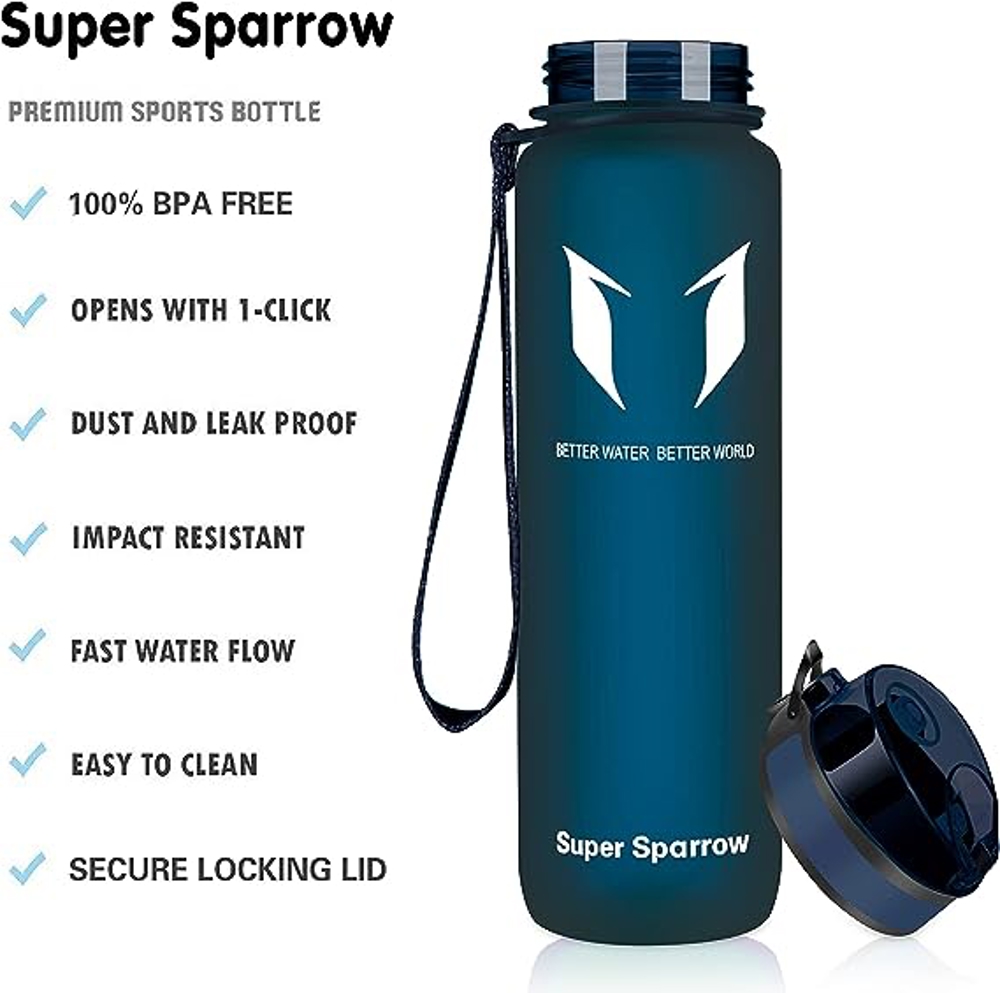 Super Sparrow
PREMIUM SPORTS BOTTLE
100% BPA FREE
OPENS WITH 1-CLICK
DUST AND LEAK PROOF
IMPACT RESISTANT
FAST WATER FLOW
EASY TO CLEAN
SECURE LOCKING LID
BETTER WATER BETTER WORLD
Super Sparrow